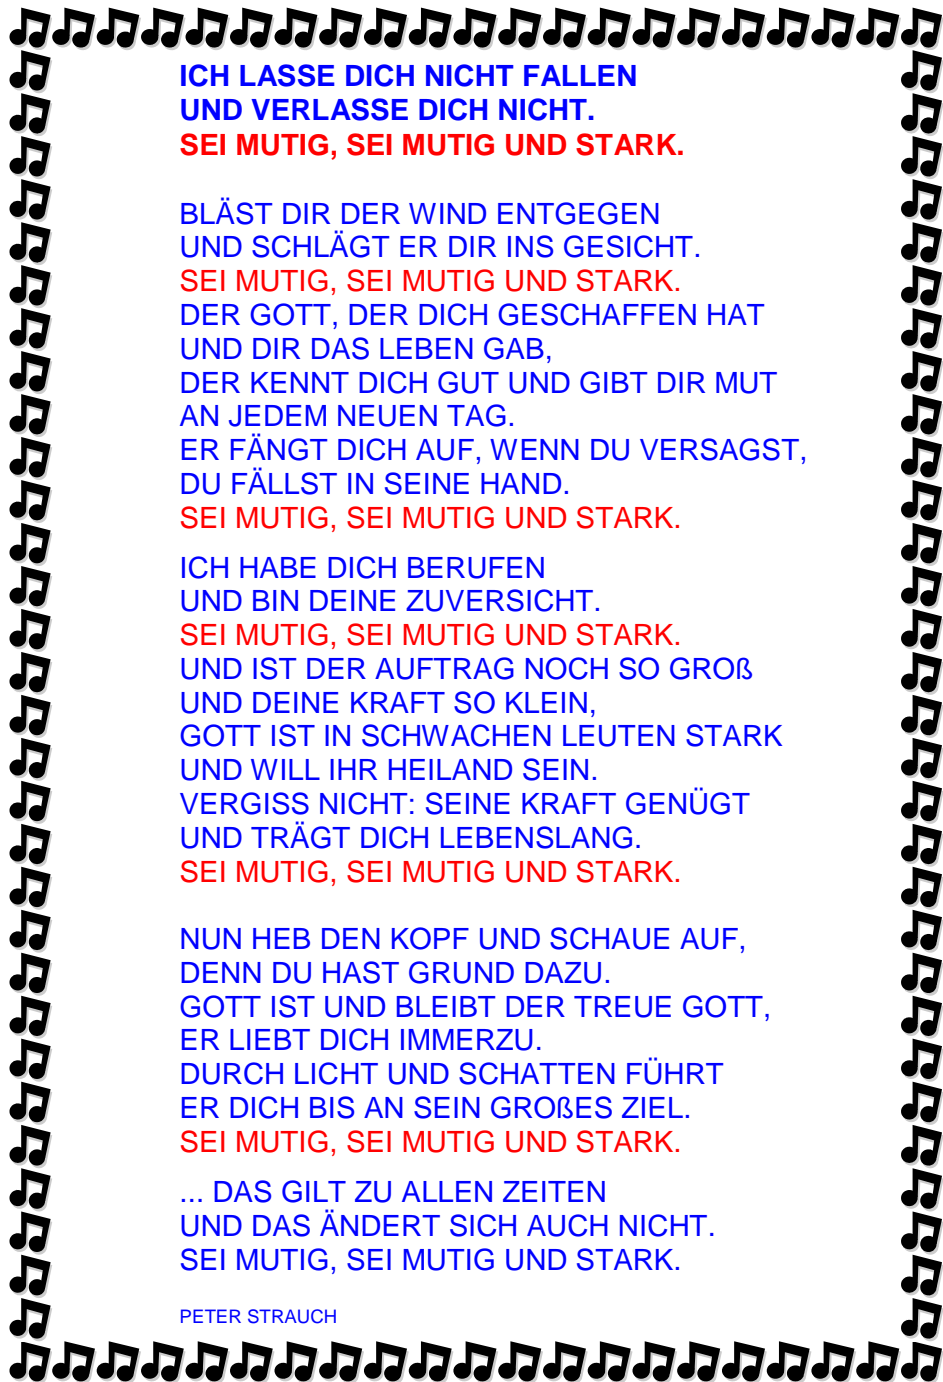 ICH LASSE DICH NICHT FALLEN
UND VERLASSE DICH NICHT.
SEI MUTIG, SEI MUTIG UND STARK.
BLÄST DIR DER WIND ENTGEGEN
UND SCHLÄGT ER DIR INS GESICHT.
SEI MUTIG, SEI MUTIG UND STARK.
DER GOTT, DER DICH GESCHAFFEN HAT
UND DIR DAS LEBEN GAB,
DER KENNT DICH GUT UND GIBT DIR MUT
AN JEDEM NEUEN TAG.
ER FÄNGT DICH AUF, WENN DU VERSAGST,
DU FÄLLST IN SEINE HAND.
SEI MUTIG, SEI MUTIG UND STARK.
ICH HABE DICH BERUFEN
UND BIN DEINE ZUVERSICHT.
SEI MUTIG, SEI MUTIG UND STARK.
UND IST DER AUFTRAG NOCH SO GROß
UND DEINE KRAFT SO KLEIN,
GOTT IST IN SCHWACHEN LEUTEN STARK
UND WILL IHR HEILAND SEIN.
VERGISS NICHT: SEINE KRAFT GENÜGT
UND TRÄGT DICH LEBENSLANG.
SEI MUTIG, SEI MUTIG UND STARK.
NUN HEB DEN KOPF UND SCHAUE AUF,
DENN DU HAST GRUND DAZU.
GOTT IST UND BLEIBT DER TREUE GOTT,
ER LIEBT DICH IMMERZU.
DURCH LICHT UND SCHATTEN FÜHRT
ER DICH BIS AN SEIN GROßES ZIEL.
SEI MUTIG, SEI MUTIG UND STARK.
... DAS GILT ZU ALLEN ZEITEN
UND DAS ÄNDERT SICH AUCH NICHT.
SEI MUTIG, SEI MUTIG UND STARK.
PETER STRAUCH